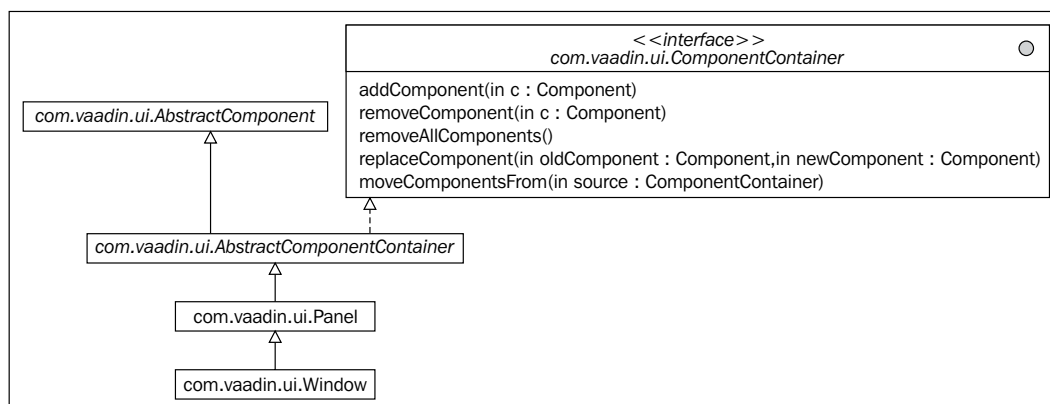 <<interface>>
com.vaadin.ui.ComponentContainer
addComponent(in c : Component)
removeComponent(in c : Component)
removeAllComponents()
replaceComponent(in oldComponent : Component,in newComponent : Component)
moveComponentsFrom(in source : ComponentContainer)
com.vaadin.ui.AbstractComponent
com.vaadin.ui.AbstractComponentContainer
com.vaadin.ui.Panel
com.vaadin.ui.Window